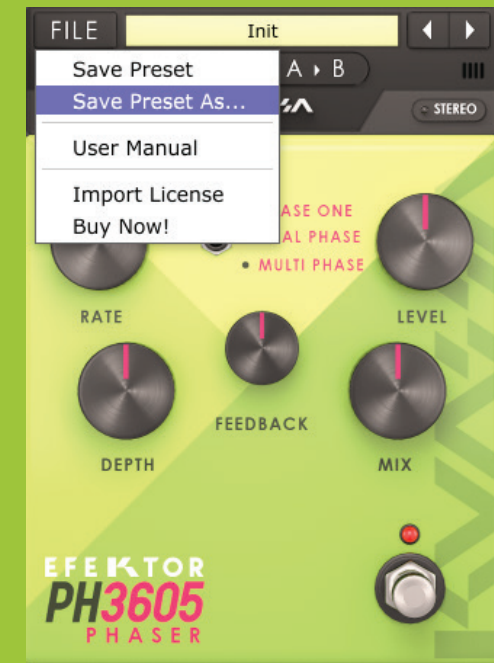 FILE
Init
Save Preset
Save Preset As...
User Manual
Import License
Buy Now!
A ▸ B
STEREO
ASE ONE
AL PHASE
• MULTI PHASE
RATE
LEVEL
FEEDBACK
DEPTH
MIX
EFEKTOR
PH3605
PHASER